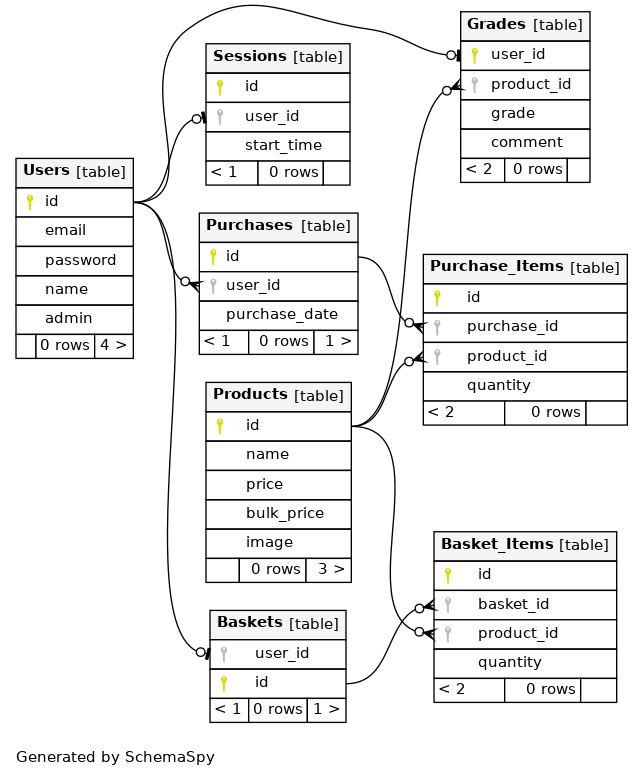 Users [table]
id
email
password
name
admin
0 rows 4 >
Sessions [table]
id
user_id
start_time
< 1 0 rows
Purchases [table]
id
user_id
purchase_date
< 1 0 rows 1 >
Products [table]
id
name
price
bulk_price
image
0 rows 3 >
Baskets [table]
user_id
id
< 1 0 rows 1 >
Grades [table]
user_id
product_id
grade
comment
< 2 0 rows
Purchase_Items [table]
id
purchase_id
product_id
quantity
< 2 0 rows
Basket_Items [table]
id
basket_id
product_id
quantity
< 2 0 rows
Generated by SchemaSpy